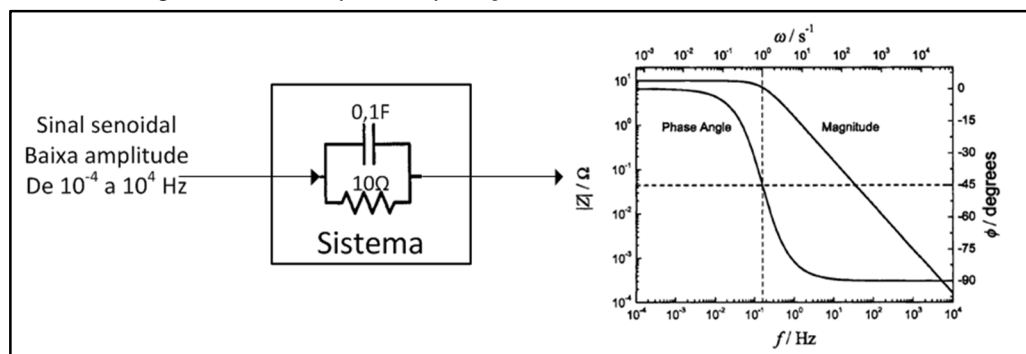 Sinal senoidal
Baixa amplitude
De 10⁻⁴ a 10⁴ Hz
0,1F
10Ω
Sistema
ω / s⁻¹
10⁻³ 10⁻² 10⁻¹ 10⁰ 10¹ 10² 10³ 10⁴
10¹
10⁰
10⁻¹
10⁻²
10⁻³
10⁻⁴
|Z| / Ω
Phase Angle
Magnitude
0
-15
-30
-45
-60
-75
-90
ϕ / degrees
10⁻⁴ 10⁻³ 10⁻² 10⁻¹ 10⁰ 10¹ 10² 10³ 10⁴
f / Hz